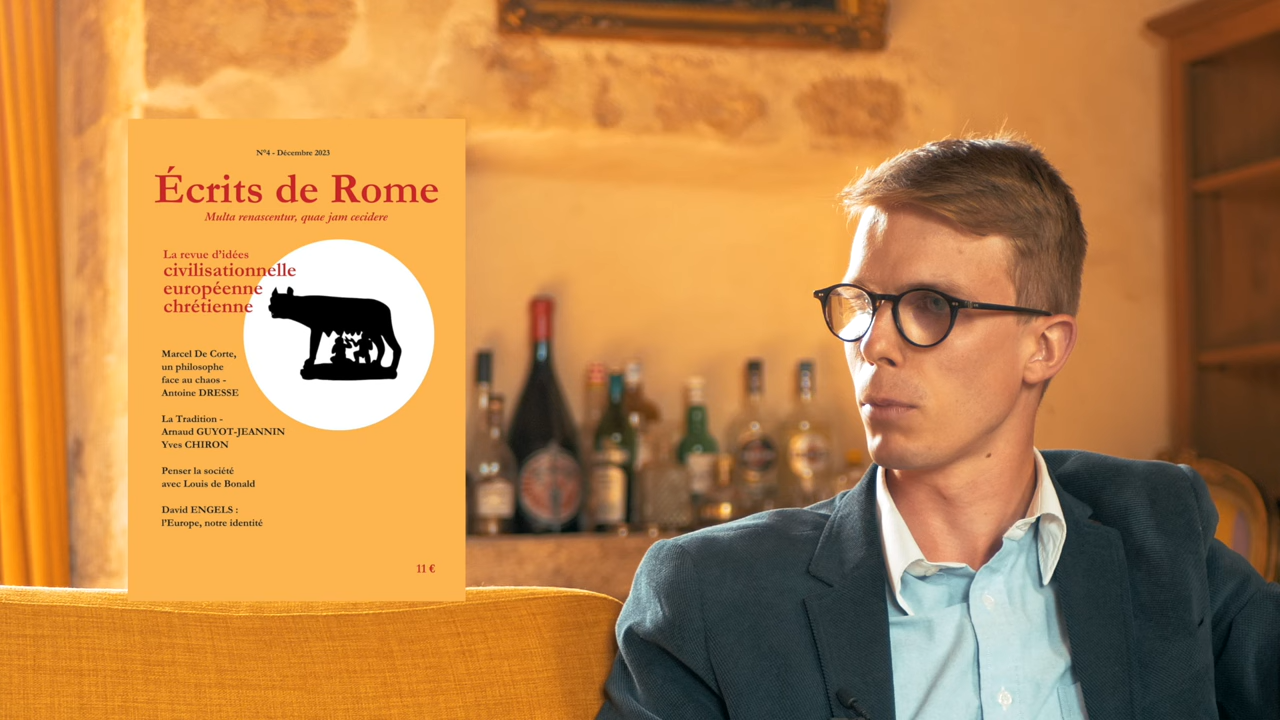 N°4 - Décembre 2023
Écrits de Rome
Multa renascentur, quae jam cecidere
La revue d'idées
civilisationnelle
européenne
chrétienne
Marcel De Corte,
un philosophe
face au chaos -
Antoine DRESSE
La Tradition -
Arnaud GUYOT-JEANNIN
Yves CHIRON
Penser la société
avec Louis de Bonald
David ENGELS :
l'Europe, notre identité
11 €